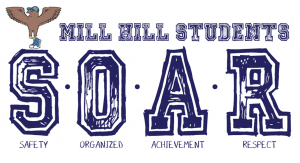 MILL HILL STUDENTS
S·O·A·R
SAFETY ORGANIZED ACHIEVEMENT RESPECT